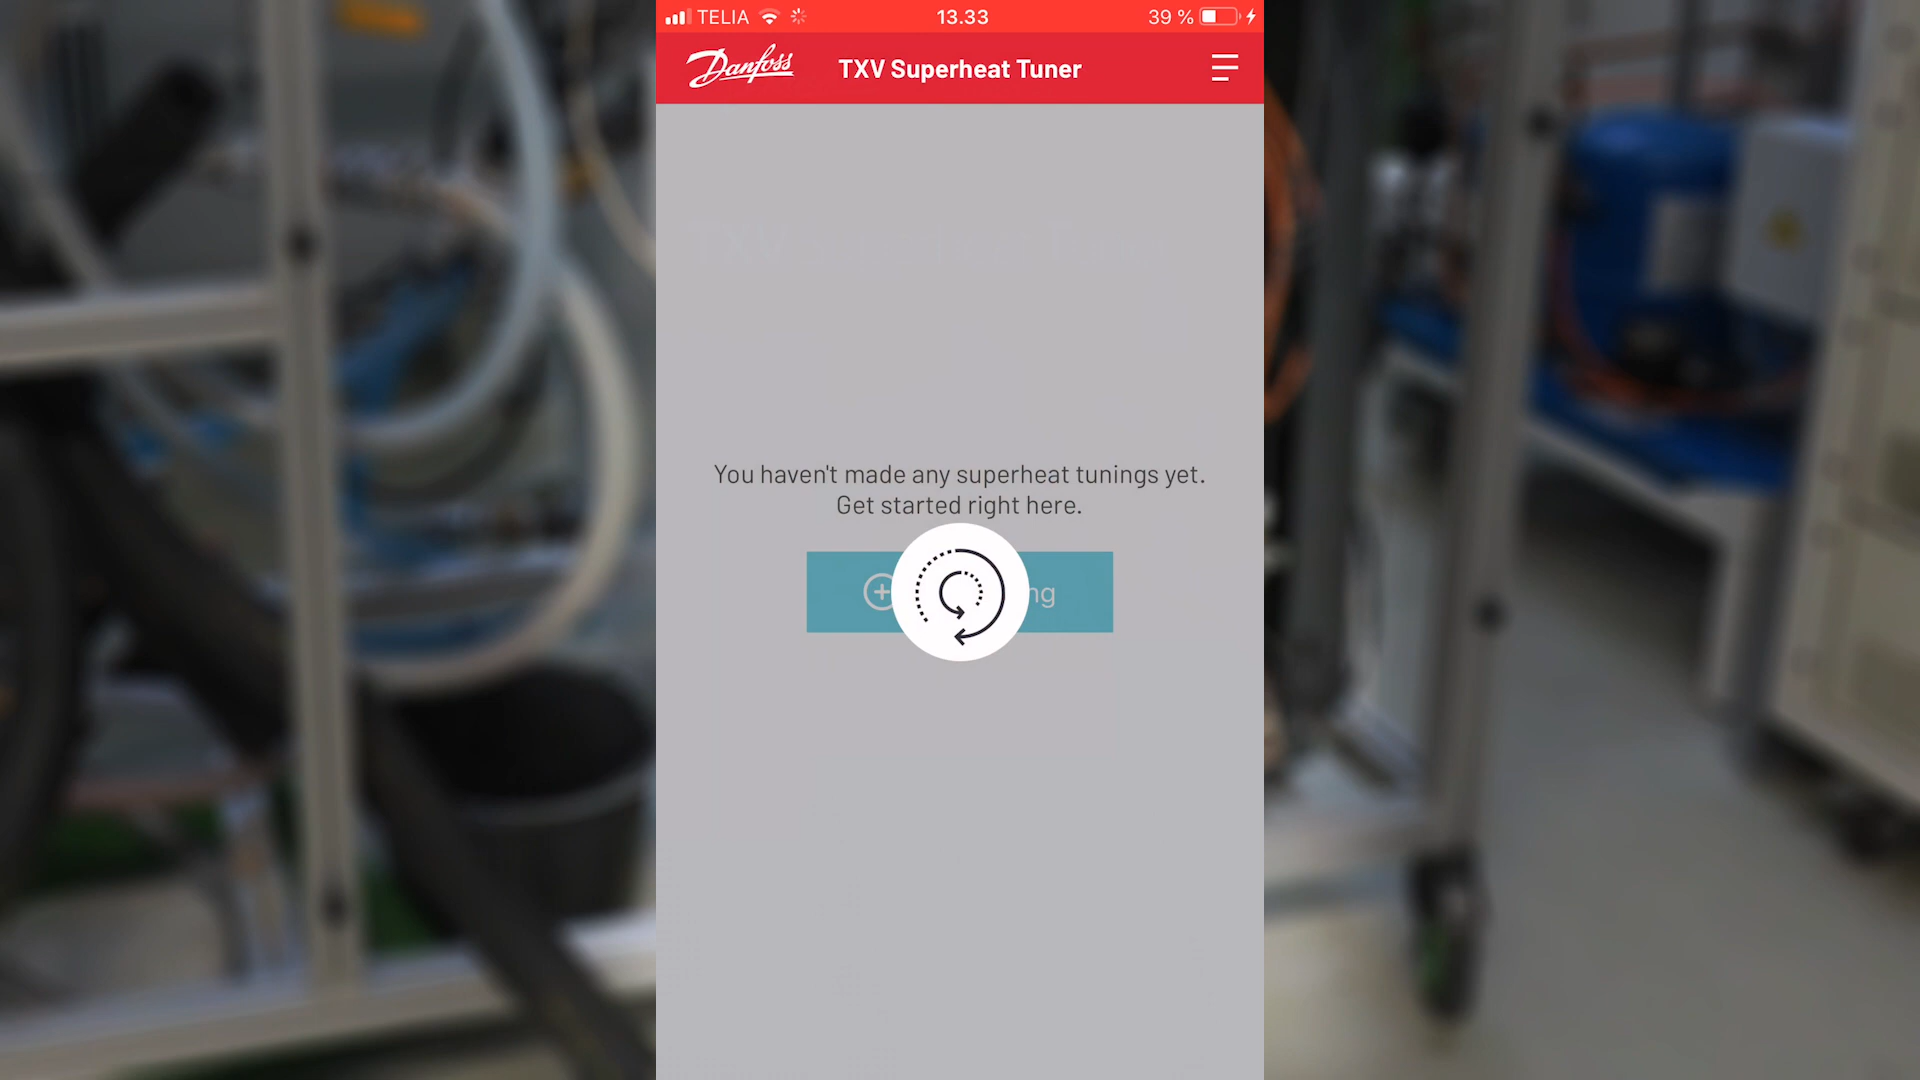 TELIA 13.33 39 %
Danfoss TXV Superheat Tuner
You haven't made any superheat tunings yet.
Get started right here.
ng